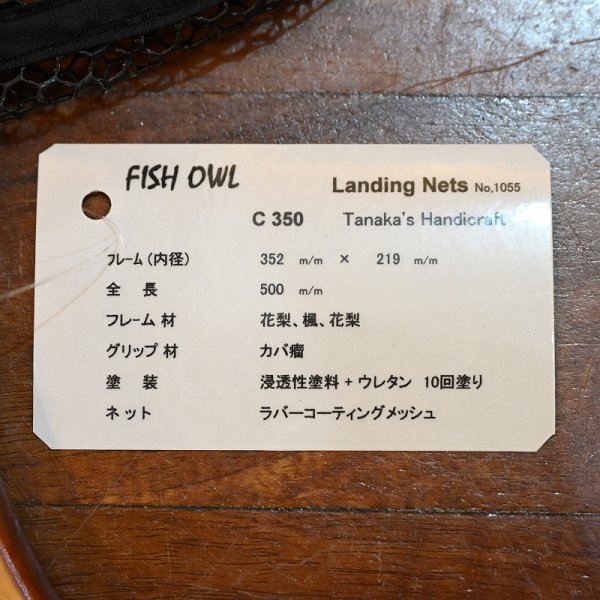 FISH OWL
Landing Nets No,1055
C 350 Tanaka's Handicraft
フレーム(内径) 352 m/m × 219 m/m
全 長 500 m/m
フレーム 材 花梨、楓、花梨
グリップ 材 カバ瘤
塗 装 浸透性塗料 + ウレタン 10回塗り
ネット ラバーコーティングメッシュ